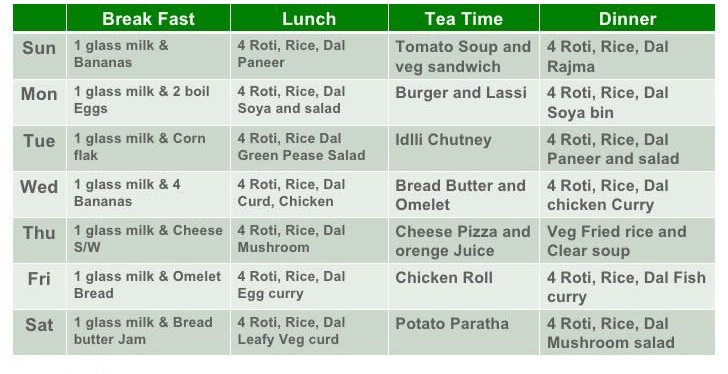 Break Fast Lunch Tea Time Dinner
Sun 1 glass milk & 4 Roti, Rice, Dal Tomato Soup and 4 Roti, Rice, Dal
Bananas Paneer veg sandwich Rajma
Mon 1 glass milk & 2 boil 4 Roti, Rice, Dal Burger and Lassi 4 Roti, Rice, Dal
Eggs Soya and salad Soya bin
Tue 1 glass milk & Corn 4 Roti, Rice Dal Idlli Chutney 4 Roti, Rice, Dal
flak Green Pease Salad Paneer and salad
Wed 1 glass milk & 4 4 Roti, Rice, Dal Bread Butter and 4 Roti, Rice, Dal
Bananas Curd, Chicken Omelet chicken Curry
Thu 1 glass milk & Cheese 4 Roti, Rice, Dal Cheese Pizza and Veg Fried rice and
S/W Mushroom orenge Juice Clear soup
Fri 1 glass milk & Omelet 4 Roti, Rice, Dal Chicken Roll 4 Roti, Rice, Dal Fish
Bread Egg curry curry
Sat 1 glass milk & Bread 4 Roti, Rice, Dal Potato Paratha 4 Roti, Rice, Dal
butter Jam Leafy Veg curd Mushroom salad